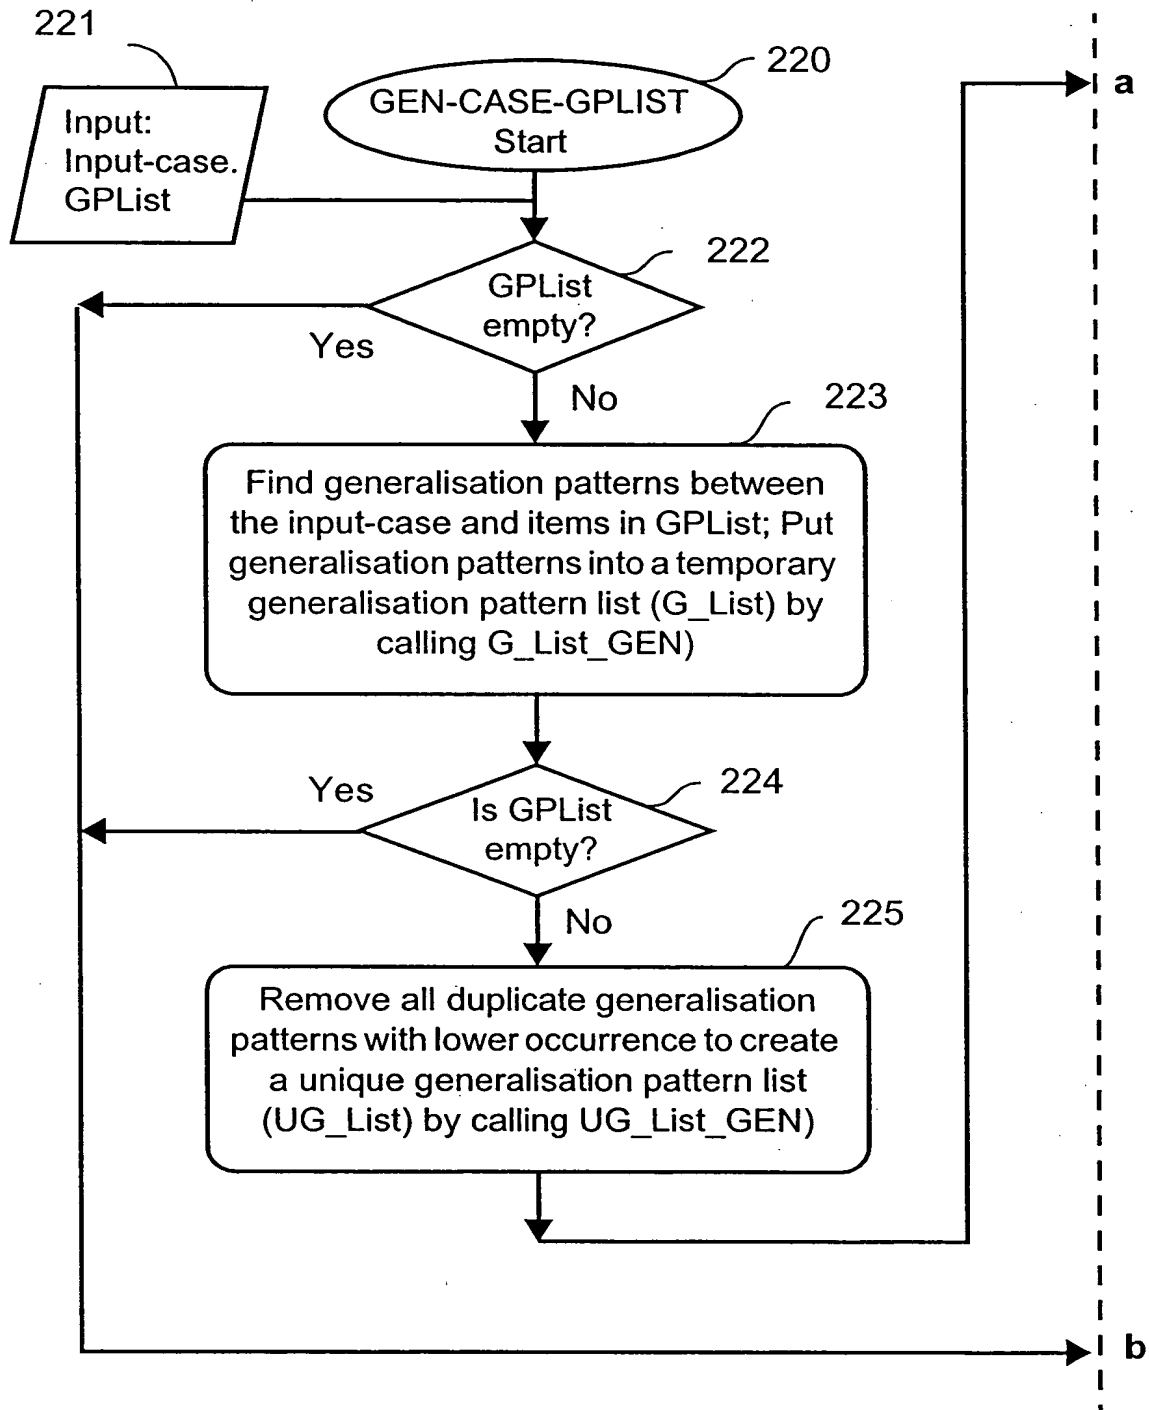 221
220
a
GEN-CASE-GPLIST
Start
Input:
Input-case.
GPList
222
GPList
empty?
Yes
No
223
Find generalisation patterns between
the input-case and items in GPList; Put
generalisation patterns into a temporary
generalisation pattern list (G_List) by
calling G_List_GEN)
224
Yes
Is GPList
empty?
No
225
Remove all duplicate generalisation
patterns with lower occurrence to create
a unique generalisation pattern list
(UG_List) by calling UG_List_GEN)
b